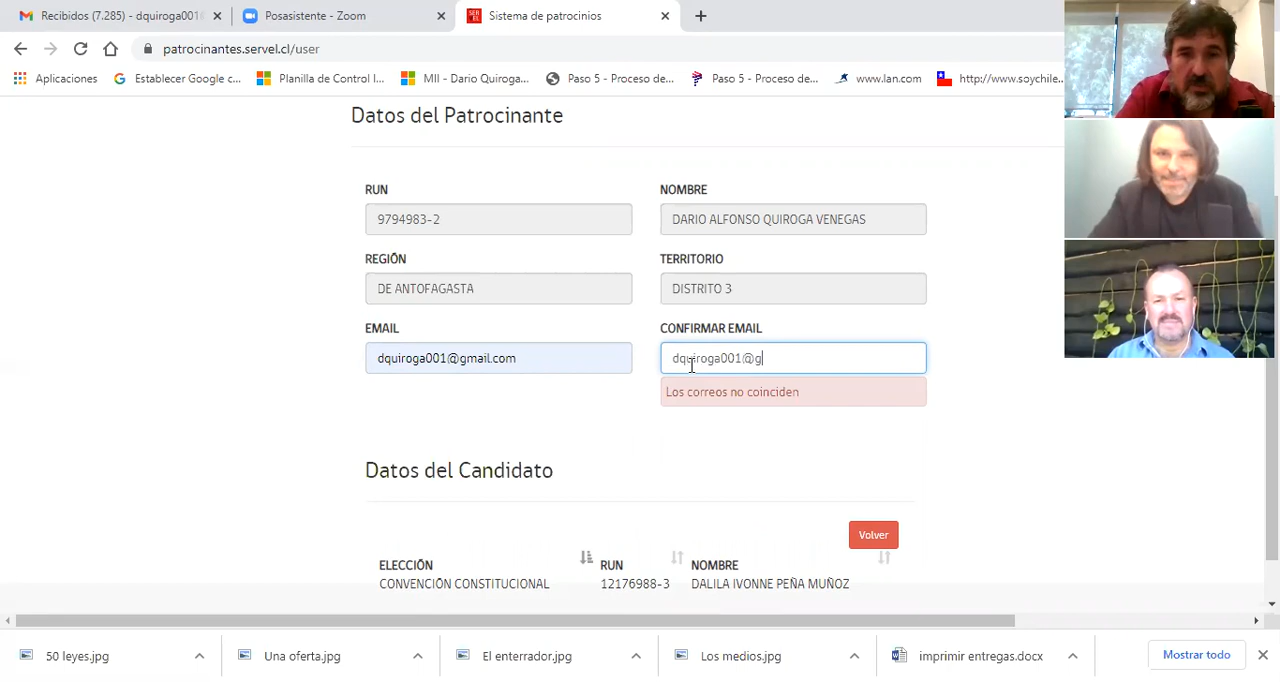 Recibidos (7.285) - dquiroga001
Posasistente - Zoom
Sistema de patrocinios
patrocinantes.servel.cl/user
Aplicaciones
Establecer Google c...
Planilla de Control I...
MII - Dario Quiroga...
Paso 5 - Proceso de...
Paso 5 - Proceso de...
www.lan.com
http://www.soychile...
Datos del Patrocinante
RUN
NOMBRE
9794983-2
DARIO ALFONSO QUIROGA VENEGAS
REGIÓN
TERRITORIO
DE ANTOFAGASTA
DISTRITO 3
EMAIL
CONFIRMAR EMAIL
dquiroga001@gmail.com
dquiroga001@g
Los correos no coinciden
Datos del Candidato
Volver
ELECCIÓN
RUN
NOMBRE
CONVENCIÓN CONSTITUCIONAL
12176988-3
DALILA IVONNE PEÑA MUÑOZ
50 leyes.jpg
Una oferta.jpg
El enterrador.jpg
Los medios.jpg
imprimir entregas.docx
Mostrar todo